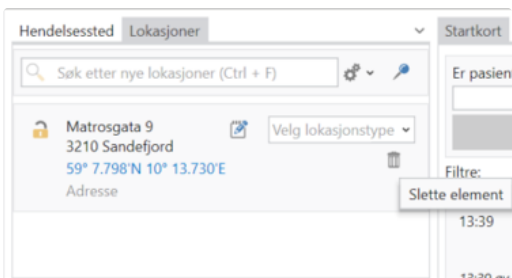 Hendelsessted Lokasjoner
Startkort
Søk etter nye lokasjoner (Ctrl + F)
Er pasien
Matrosgata 9
Velg lokasjonstype
3210 Sandefjord
59° 7.798'N 10° 13.730'E
Adresse
Filtre:
Slette element
13:39